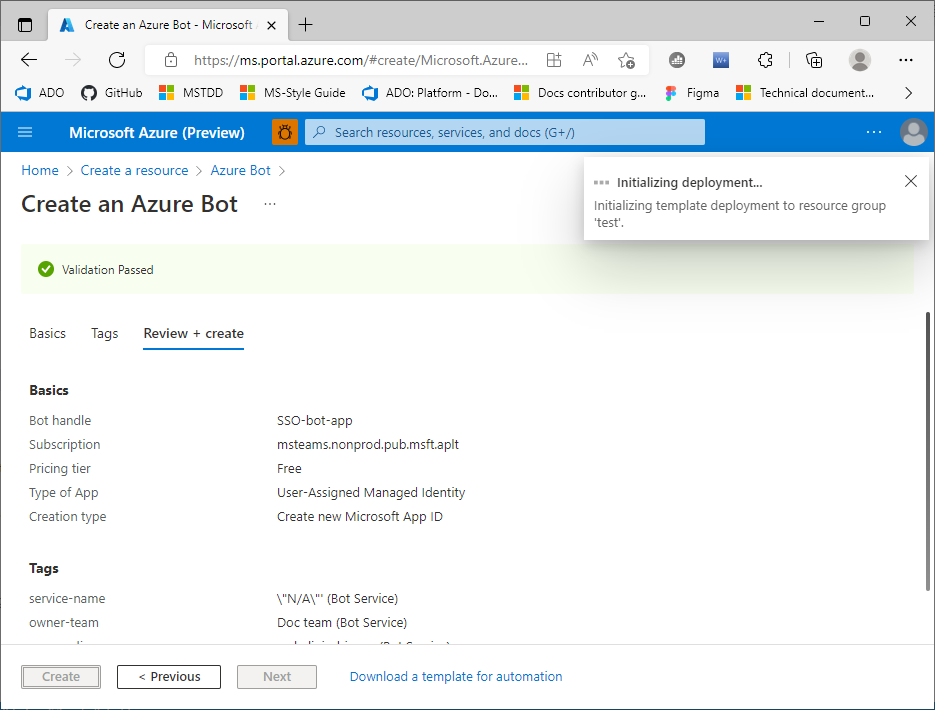 Create an Azure Bot - Microsoft
https://ms.portal.azure.com/#create/Microsoft.Azure...
ADO GitHub MSTDD MS-Style Guide ADO: Platform - Do... Docs contributor g... Figma Technical document...
Microsoft Azure (Preview) Search resources, services, and docs (G+/) ...
Home > Create a resource > Azure Bot >
Create an Azure Bot ...
Initializing deployment...
Initializing template deployment to resource group
'test'.
Validation Passed
Basics Tags Review + create
Basics
Bot handle SSO-bot-app
Subscription msteams.nonprod.pub.msft.aplt
Pricing tier Free
Type of App User-Assigned Managed Identity
Creation type Create new Microsoft App ID
Tags
service-name \"N/A\"' (Bot Service)
owner-team Doc team (Bot Service)
Create < Previous Next Download a template for automation